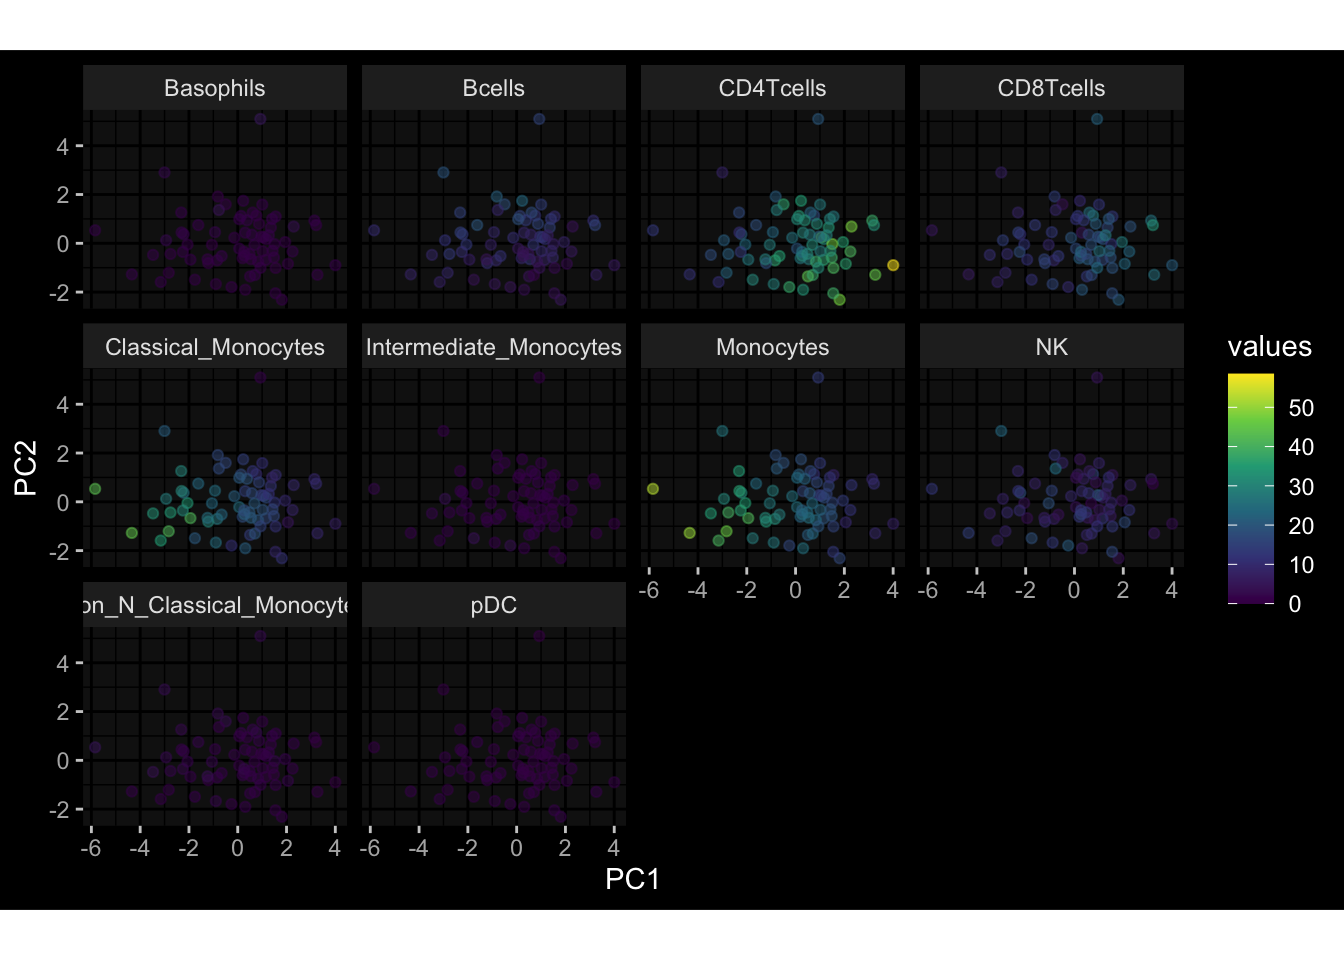 Basophils Bcells CD4Tcells CD8Tcells
4
2
0
-2
Classical_Monocytes Intermediate_Monocytes Monocytes NK
4
2
0
-2
-6 -4 -2 0 2 4 -6 -4 -2 0 2 4
on_N_Classical_Monocyte pDC
4
2
0
-2
-6 -4 -2 0 2 4 -6 -4 -2 0 2 4
PC1
PC2
values
50
40
30
20
10
0